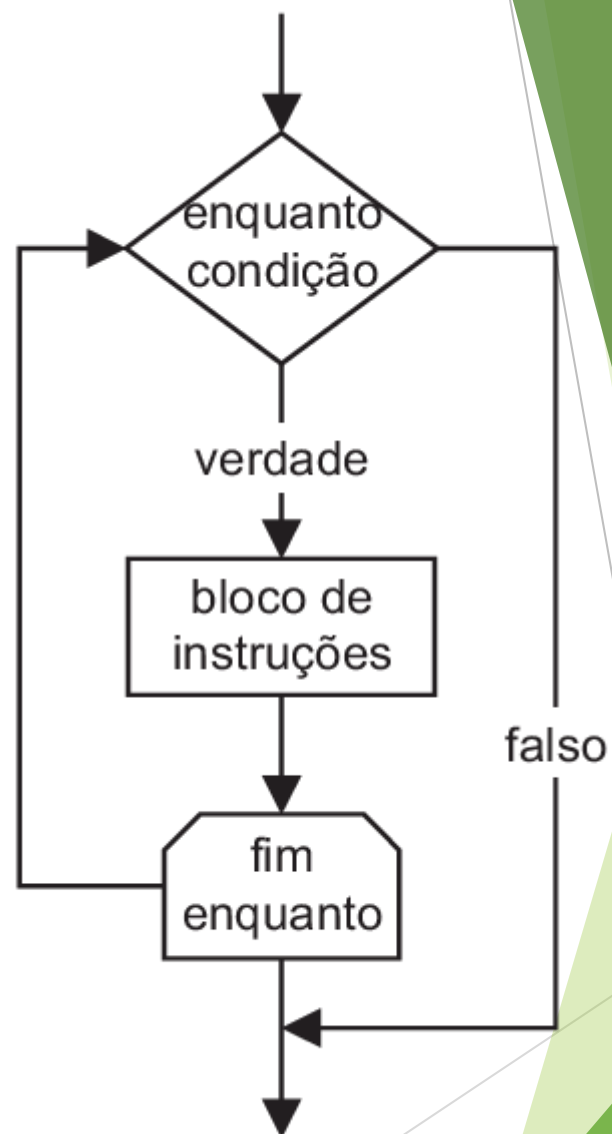 enquanto
condição
verdade
bloco de
instruções
falso
fim
enquanto